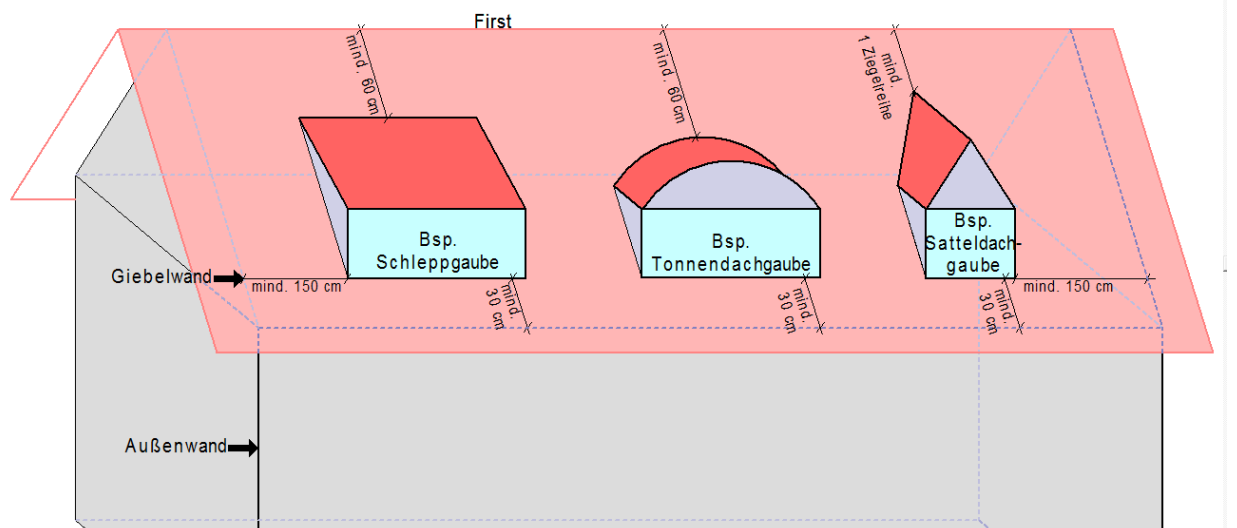 First
mind. 60 cm
mind. 60 cm
mind.
1 Ziegelreihe
Bsp.
Schleppgaube
Bsp.
Tonnendachgaube
Bsp.
Satteldach-
gaube
Giebelwand
mind. 150 cm
mind.
30 cm
mind.
30 cm
mind.
30 cm
mind. 150 cm
Außenwand